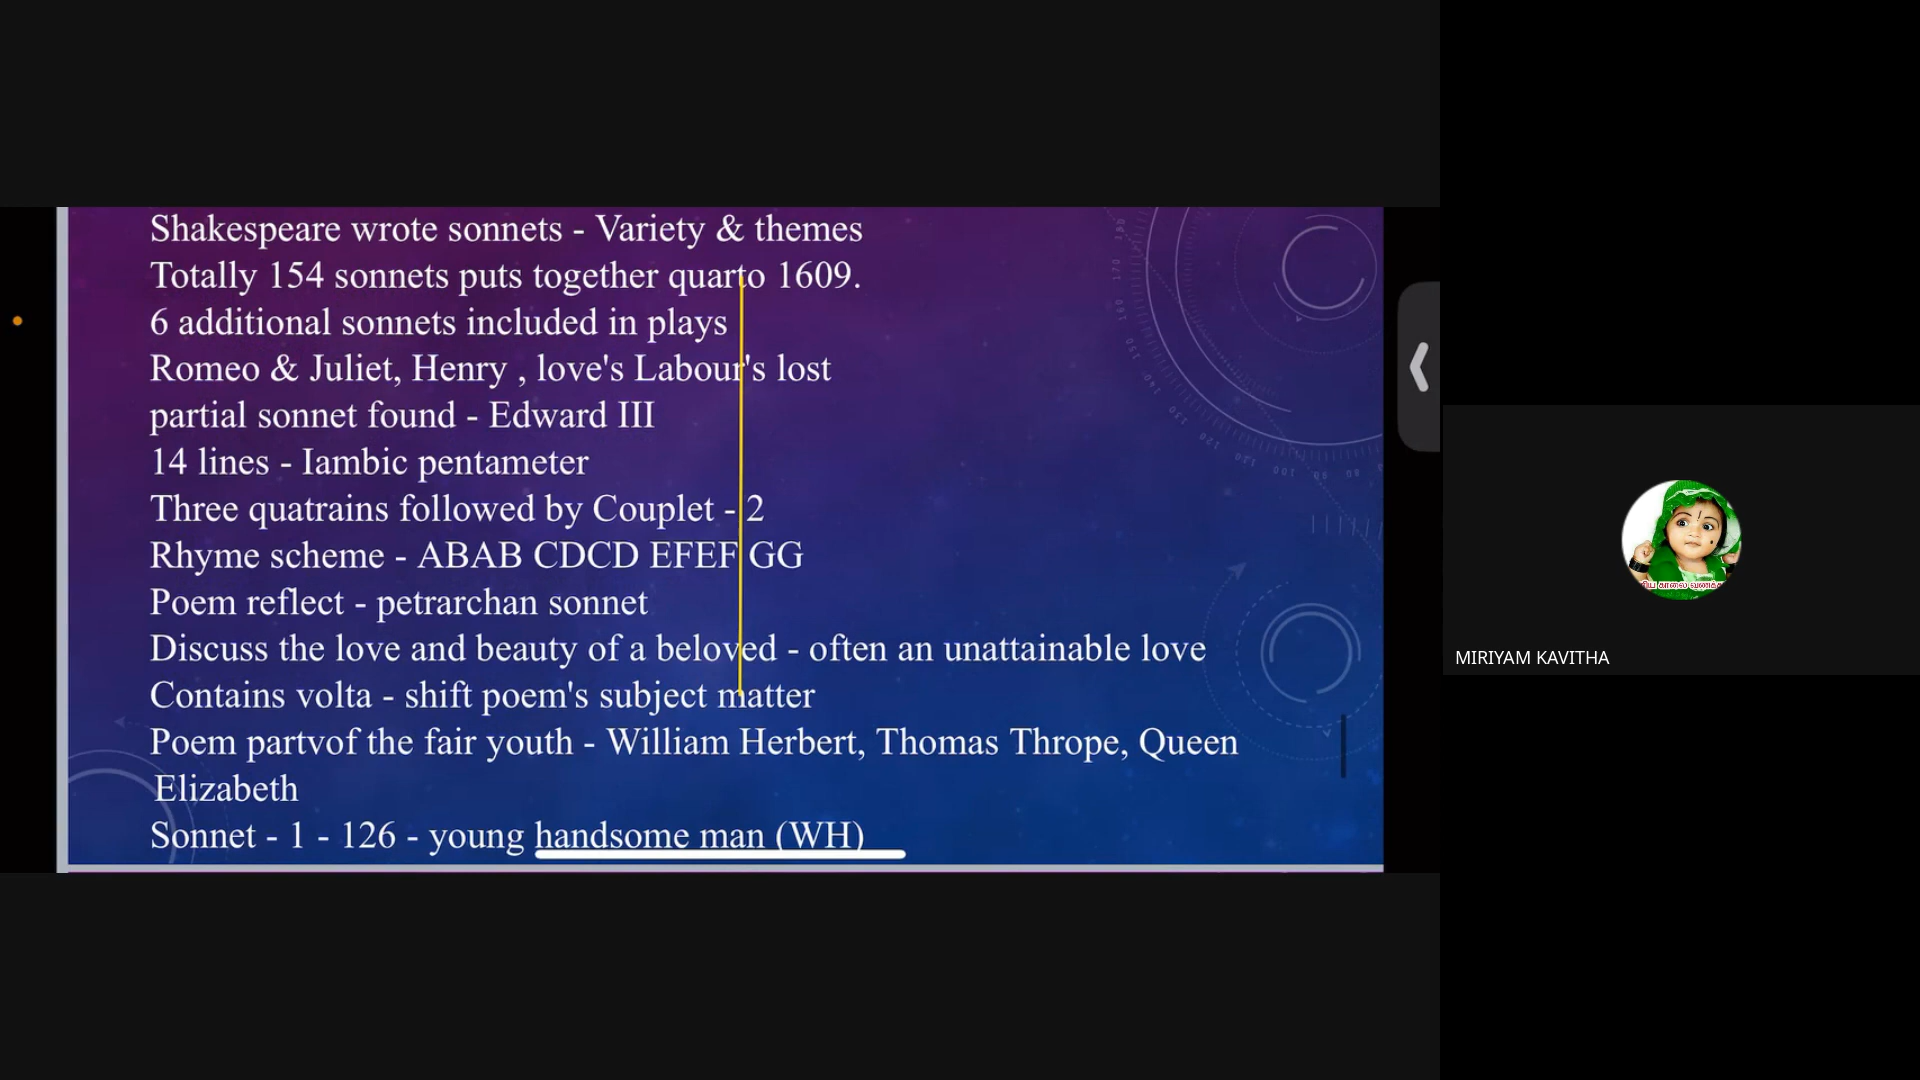 Shakespeare wrote sonnets - Variety & themes
Totally 154 sonnets puts together quarto 1609.
6 additional sonnets included in plays
Romeo & Juliet, Henry , love's Labour's lost
partial sonnet found - Edward III
14 lines - Iambic pentameter
Three quatrains followed by Couplet - 2
Rhyme scheme - ABAB CDCD EFEF GG
Poem reflect - petrarchan sonnet
Discuss the love and beauty of a beloved - often an unattainable love
Contains volta - shift poem's subject matter
Poem partvof the fair youth - William Herbert, Thomas Thrope, Queen
Elizabeth
Sonnet - 1 - 126 - young handsome man (WH)
MIRIYAM KAVITHA